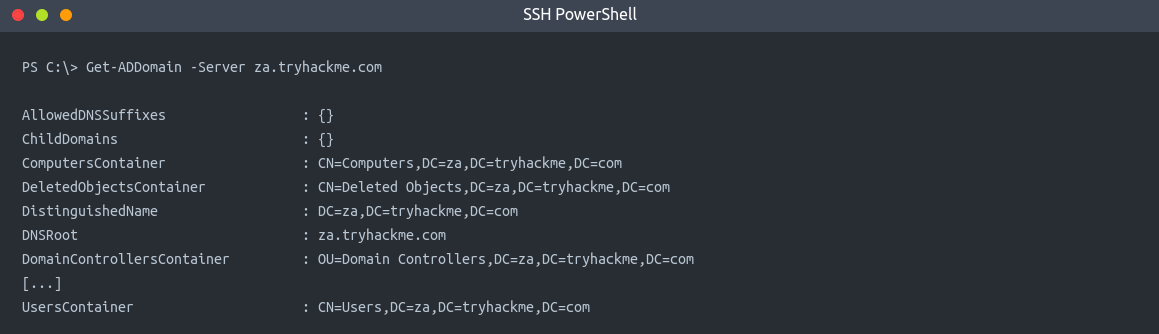 SSH PowerShell
PS C:\> Get-ADDomain -Server za.tryhackme.com
AllowedDNSSuffixes                 : {}
ChildDomains                       : {}
ComputersContainer                 : CN=Computers,DC=za,DC=tryhackme,DC=com
DeletedObjectsContainer            : CN=Deleted Objects,DC=za,DC=tryhackme,DC=com
DistinguishedName                  : DC=za,DC=tryhackme,DC=com
DNSRoot                            : za.tryhackme.com
DomainControllersContainer         : OU=Domain Controllers,DC=za,DC=tryhackme,DC=com
[...]
UsersContainer                     : CN=Users,DC=za,DC=tryhackme,DC=com